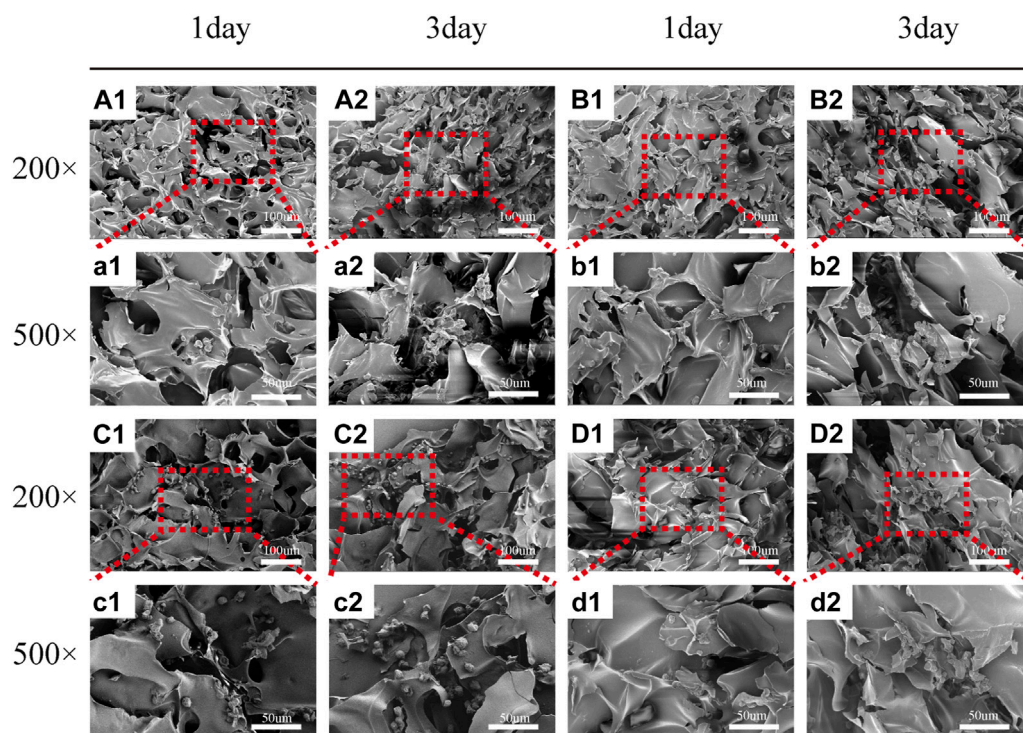 1day 3day 1day 3day
200×
A1 A2 B1 B2
100um 100um 100um 100um
500×
a1 a2 b1 b2
50um 50um 50um 50um
200×
C1 C2 D1 D2
100um 100um 100um 100um
500×
c1 c2 d1 d2
50um 50um 50um 50um